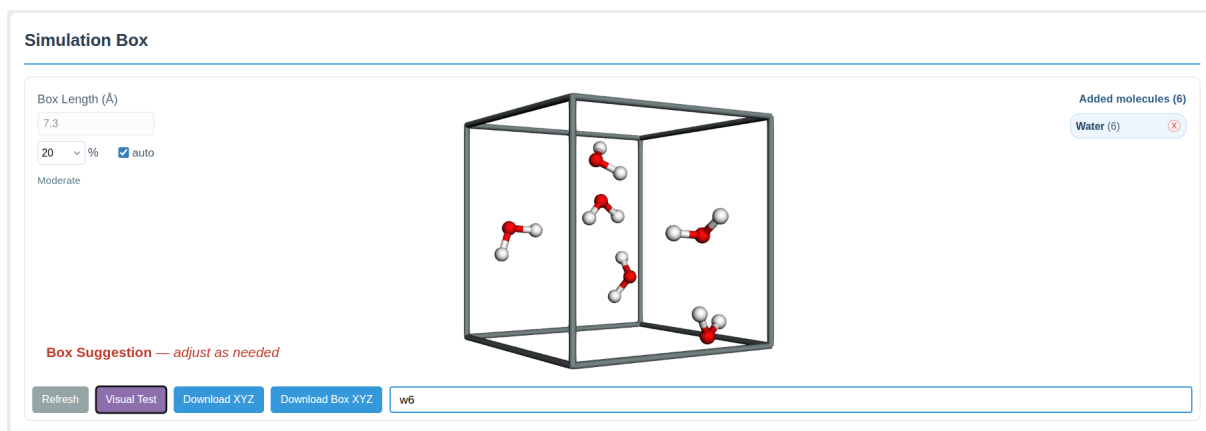 Simulation Box
Box Length (Å)
7.3
20 % auto
Moderate
Added molecules (6)
Water (6) X
Box Suggestion — adjust as needed
Refresh Visual Test Download XYZ Download Box XYZ w6